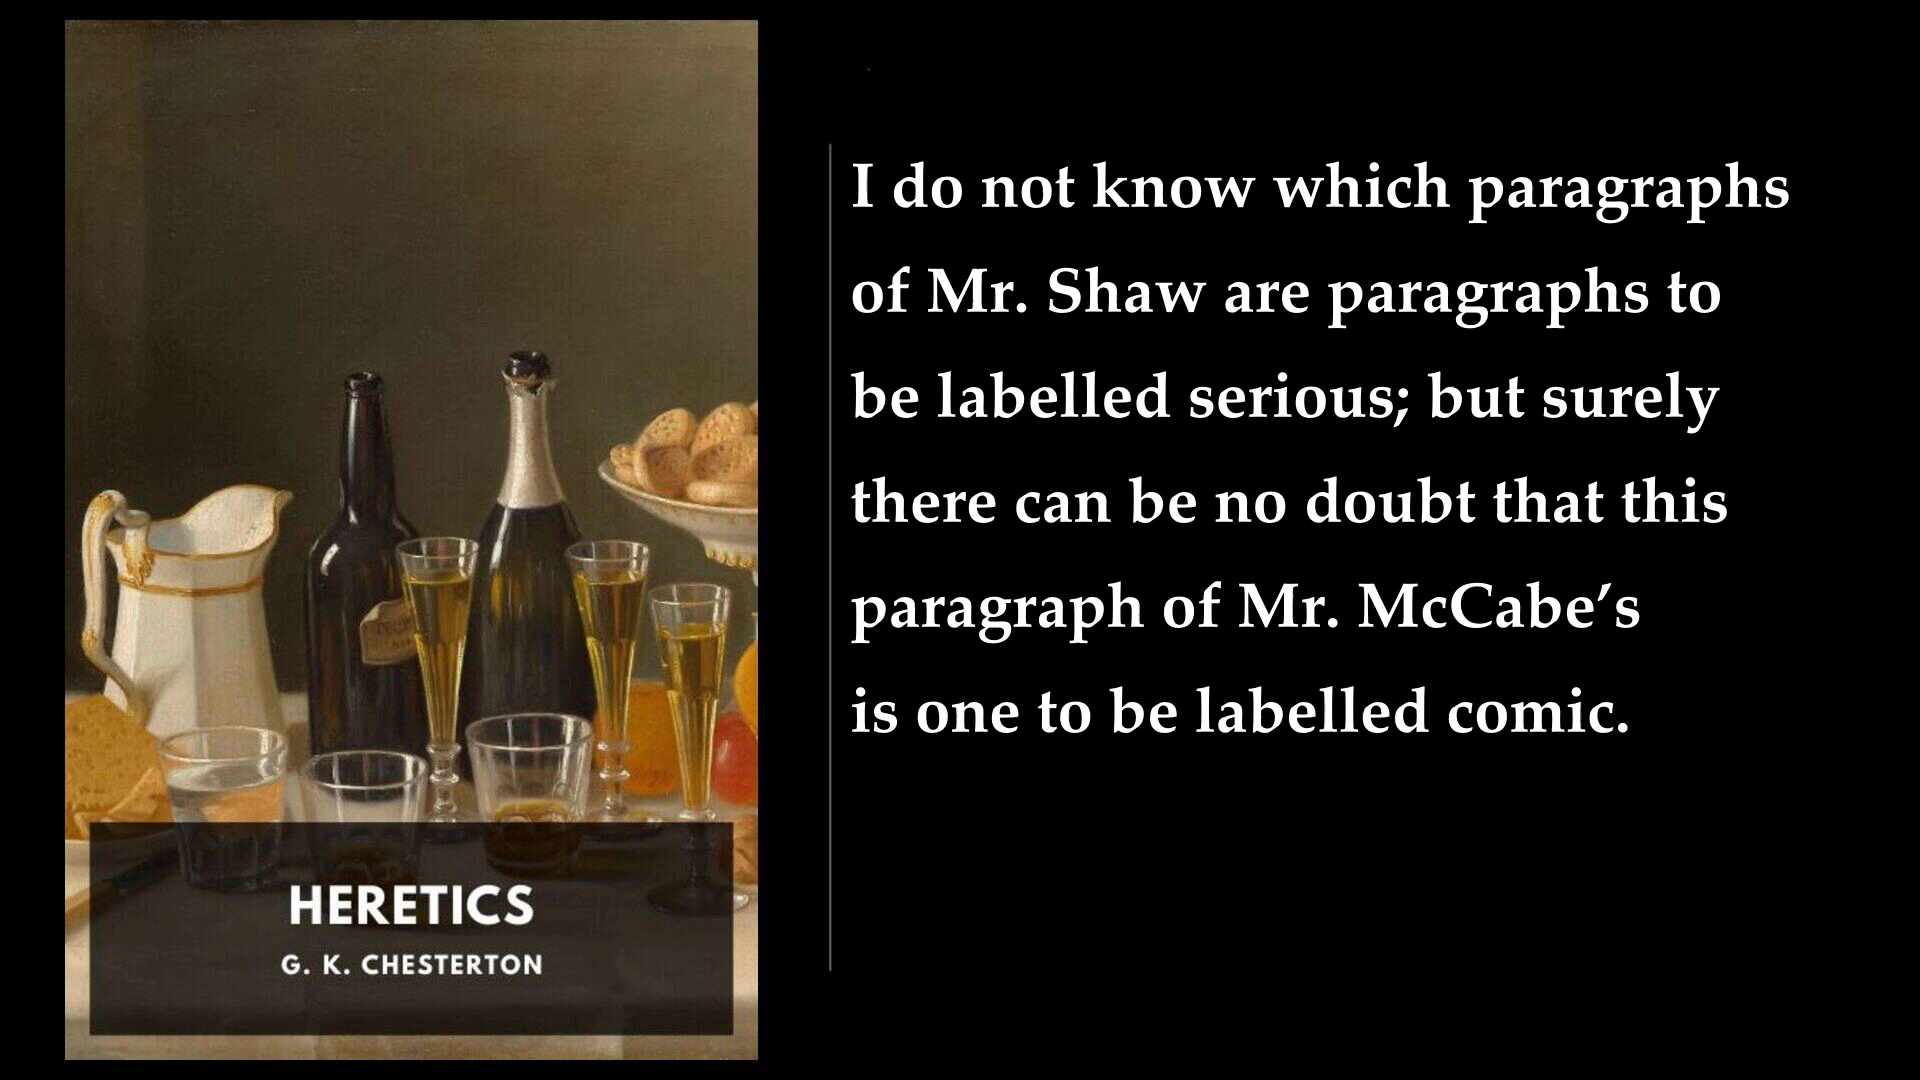 I do not know which paragraphs
of Mr. Shaw are paragraphs to
be labelled serious; but surely
there can be no doubt that this
paragraph of Mr. McCabe’s
is one to be labelled comic.
HERETICS
G. K. CHESTERTON